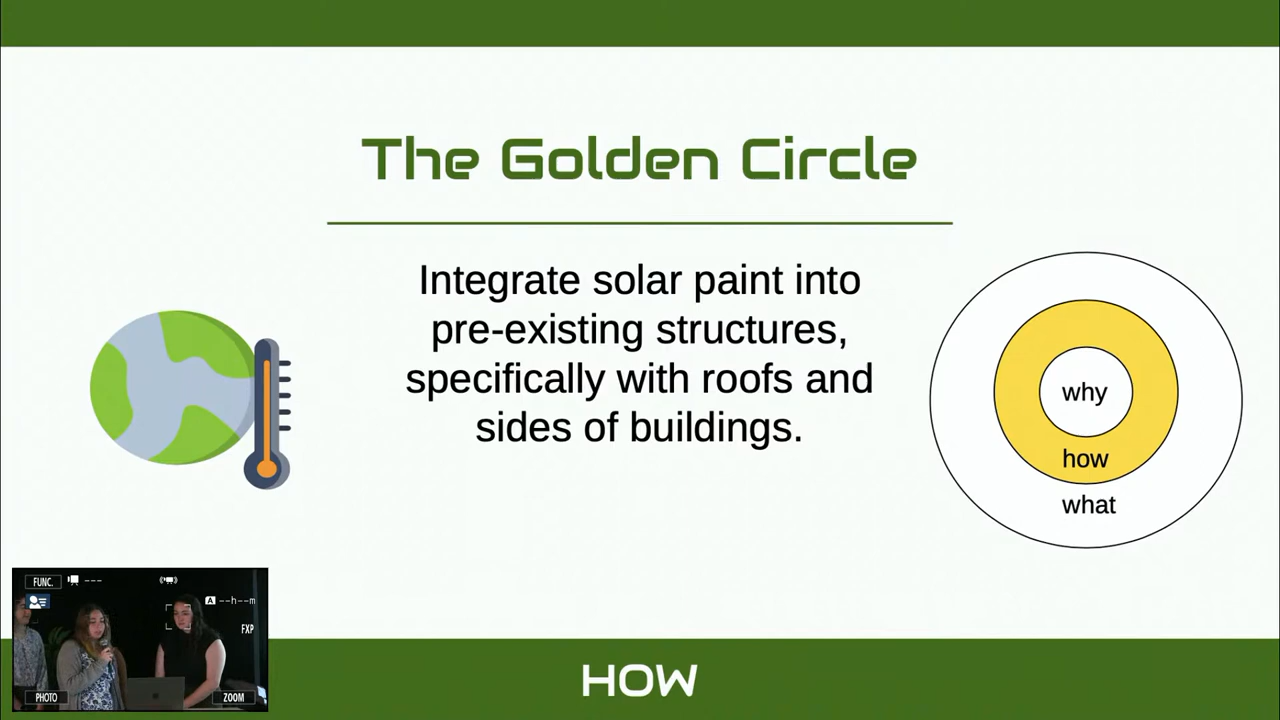 The Golden Circle
Integrate solar paint into
pre-existing structures,
specifically with roofs and
sides of buildings.
why
how
what
FUNC.
---
A --h--m
FXP
PHOTO
ZOOM
HOW